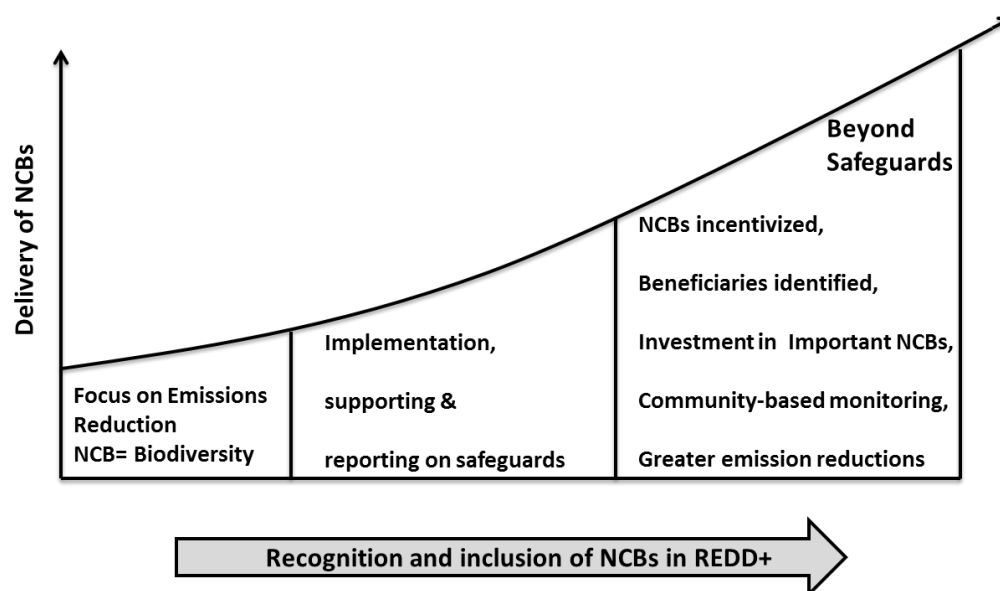 Delivery of NCBs
Focus on Emissions
Reduction
NCB= Biodiversity
Implementation,
supporting &
reporting on safeguards
Beyond
Safeguards
NCBs incentivized,
Beneficiaries identified,
Investment in Important NCBs,
Community-based monitoring,
Greater emission reductions
Recognition and inclusion of NCBs in REDD+